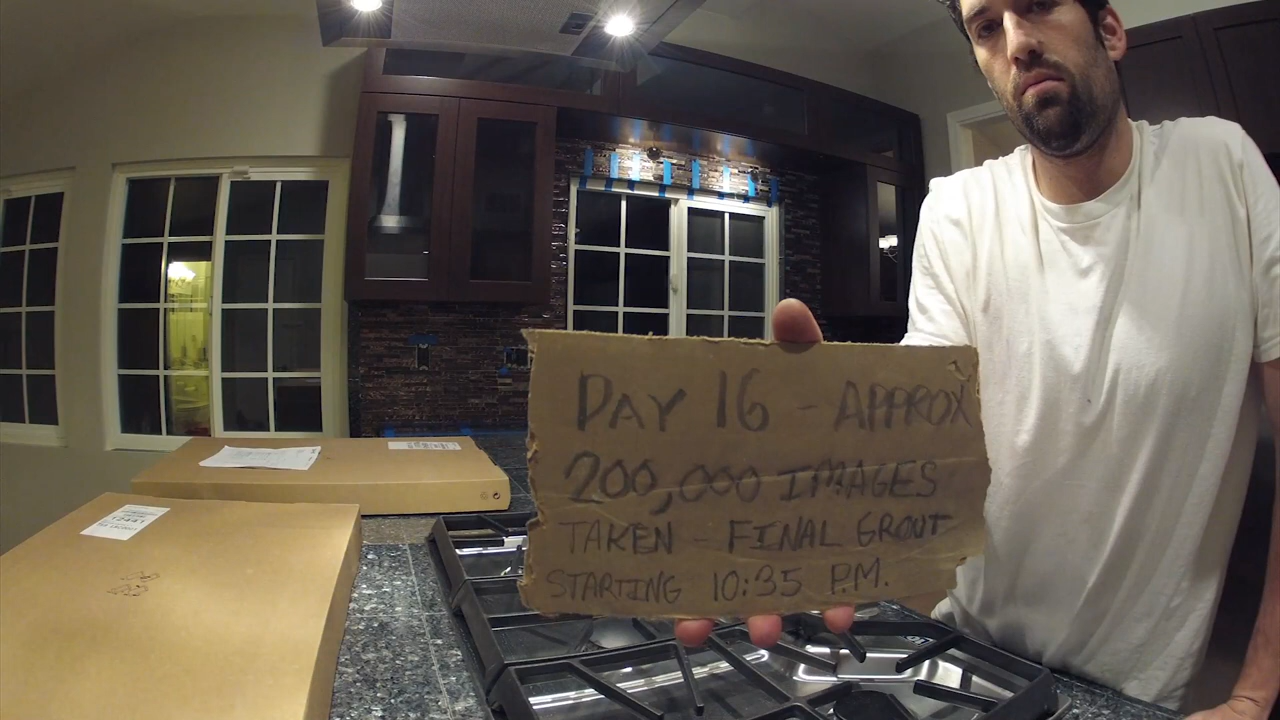 DAY 16 - APPROX
200,000 IMAGES
TAKEN - FINAL GROUT
STARTING 10:35 P.M.